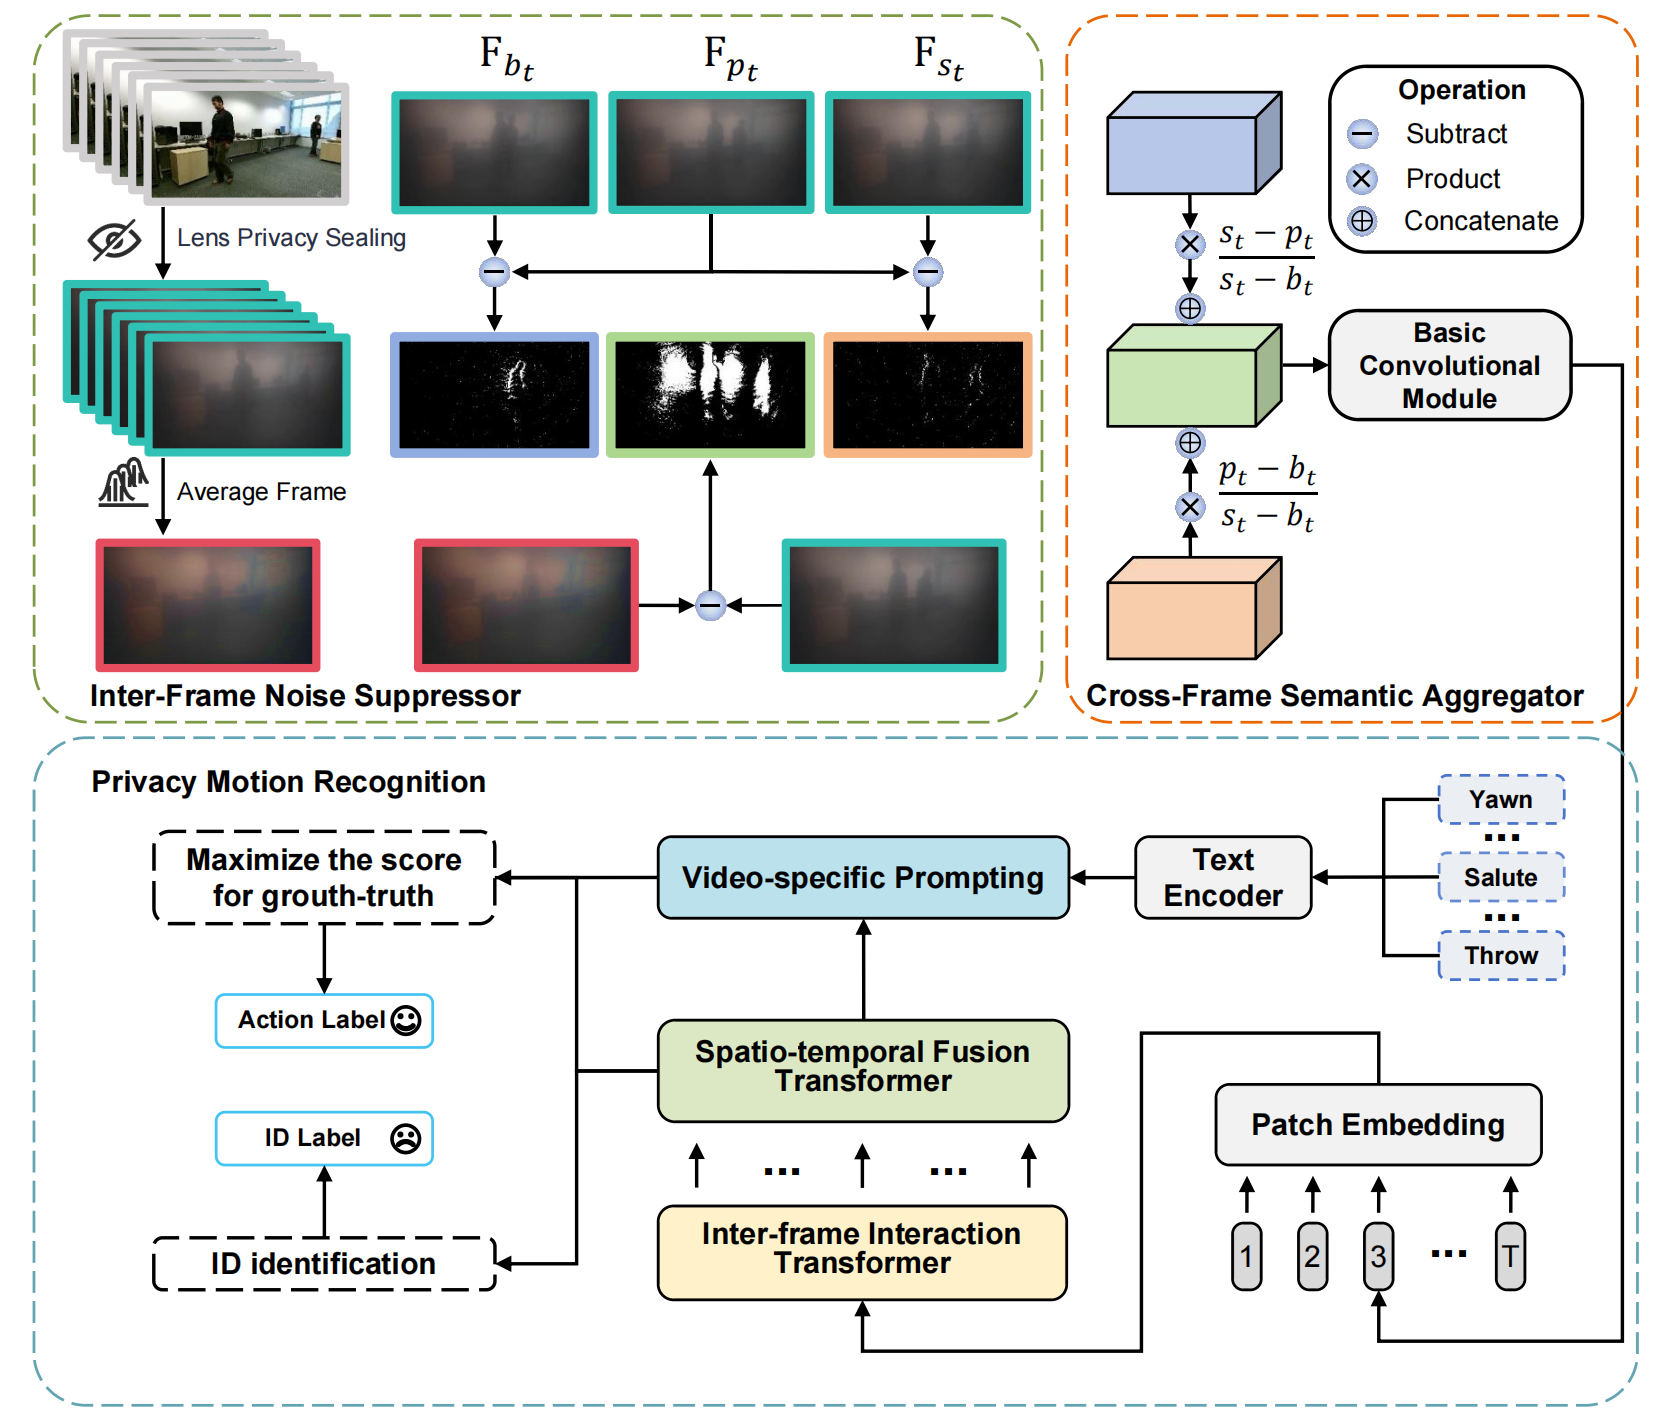 F_{b_t}
F_{p_t}
F_{s_t}
Lens Privacy Sealing
Average Frame
Inter-Frame Noise Suppressor
Operation
Subtract
Product
Concatenate
s_t − p_t
s_t − b_t
Basic
Convolutional
Module
p_t − b_t
s_t − b_t
Cross-Frame Semantic Aggregator
Privacy Motion Recognition
Maximize the score
for grouth-truth
Action Label
ID Label
ID identification
Video-specific Prompting
Spatio-temporal Fusion
Transformer
...
...
Inter-frame Interaction
Transformer
Text
Encoder
Yawn
...
Salute
...
Throw
Patch Embedding
1 2 3 ... T